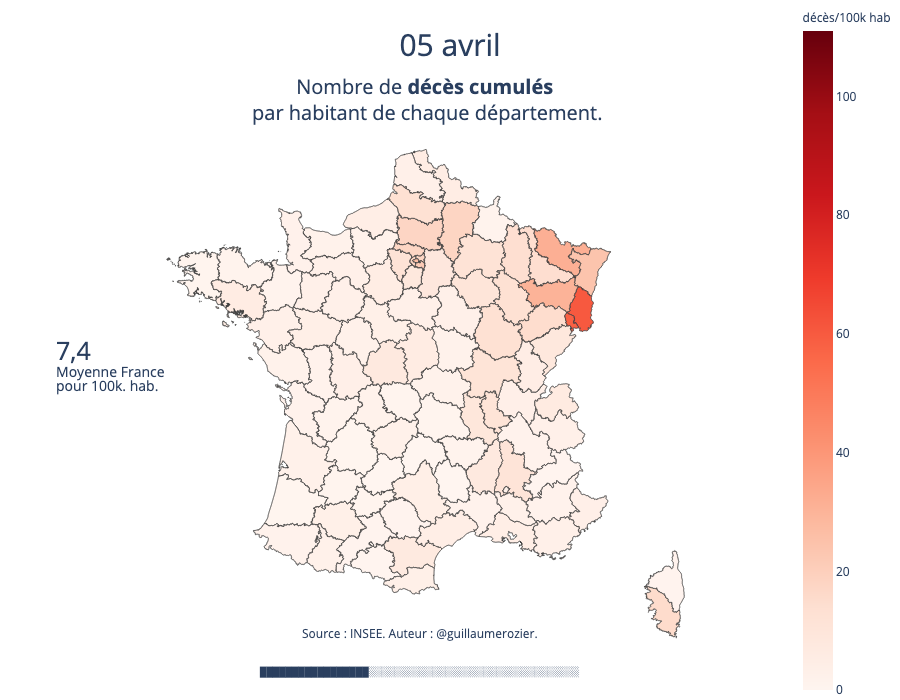 décès/100k hab
05 avril
Nombre de décès cumulés
par habitant de chaque département.
100
80
60
40
20
0
7,4
Moyenne France
pour 100k. hab.
Source : INSEE. Auteur : @guillaumerozier.